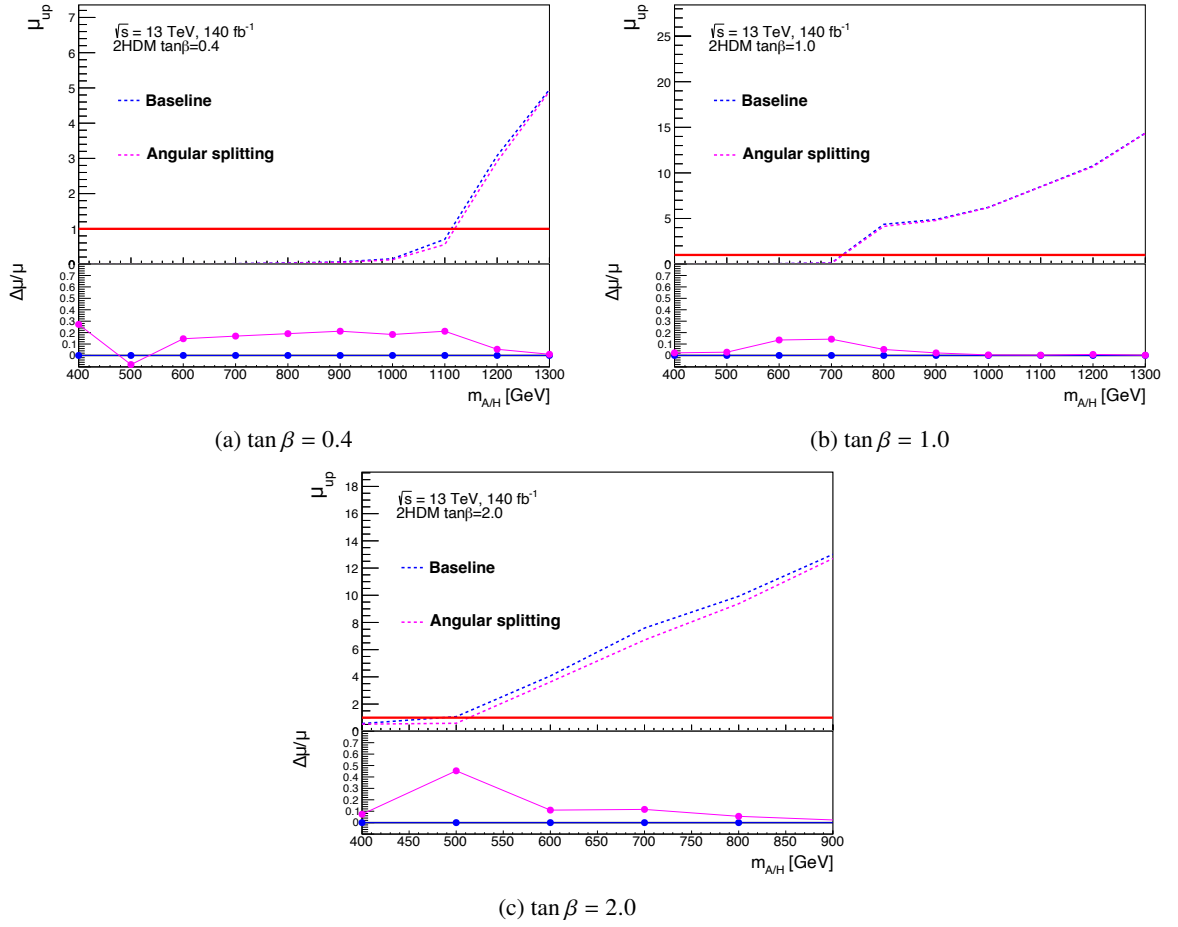 μup
7
6
5
4
3
2
1
0
√s = 13 TeV, 140 fb-1
2HDM tanβ=0.4
Baseline
Angular splitting
Δμ/μ
0.7
0.6
0.5
0.4
0.3
0.2
0.1
0
400 500 600 700 800 900 1000 1100 1200 1300
mA/H [GeV]
(a) tan β = 0.4
μup
25
20
15
10
5
0
√s = 13 TeV, 140 fb-1
2HDM tanβ=1.0
Baseline
Angular splitting
Δμ/μ
0.7
0.6
0.5
0.4
0.3
0.2
0.1
0
400 500 600 700 800 900 1000 1100 1200 1300
mA/H [GeV]
(b) tan β = 1.0
μup
18
16
14
12
10
8
6
4
2
0
√s = 13 TeV, 140 fb-1
2HDM tanβ=2.0
Baseline
Angular splitting
Δμ/μ
0.7
0.6
0.5
0.4
0.3
0.2
0.1
0
400 450 500 550 600 650 700 750 800 850 900
mA/H [GeV]
(c) tan β = 2.0